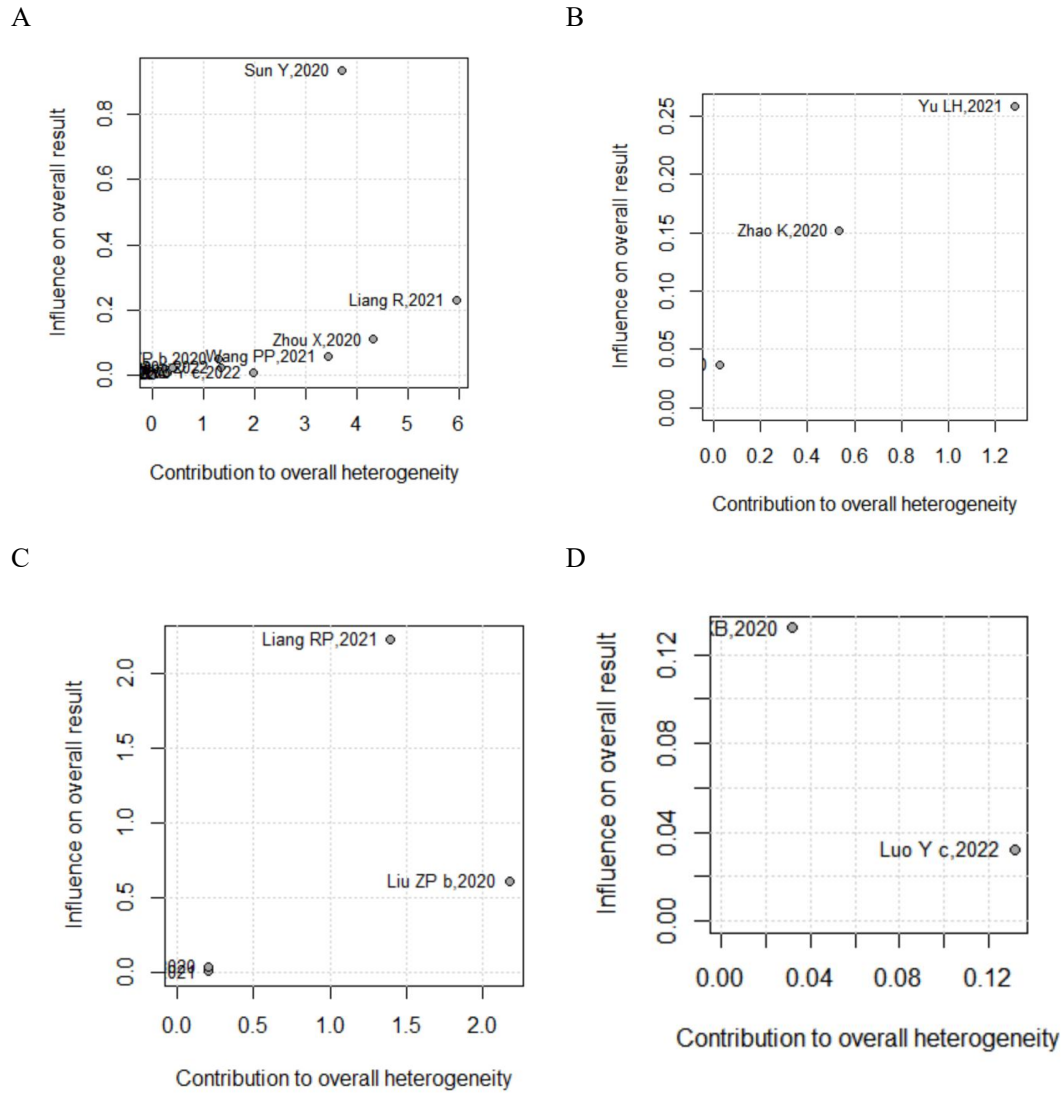 A
Sun Y,2020
Liang R,2021
Zhou X,2020
Wang PP,2021
P b,2020
2022
Y c,2022
0.0 0.2 0.4 0.6 0.8
0 1 2 3 4 5 6
Influence on overall result
Contribution to overall heterogeneity
B
Yu LH,2021
Zhao K,2020
0.00 0.05 0.10 0.15 0.20 0.25
0.0 0.2 0.4 0.6 0.8 1.0 1.2
Influence on overall result
Contribution to overall heterogeneity
C
Liang RP,2021
Liu ZP b,2020
0.0 0.5 1.0 1.5 2.0
0.0 0.5 1.0 1.5 2.0
Influence on overall result
Contribution to overall heterogeneity
D
B,2020
Luo Y c,2022
0.00 0.04 0.08 0.12
0.00 0.04 0.08 0.12
Influence on overall result
Contribution to overall heterogeneity